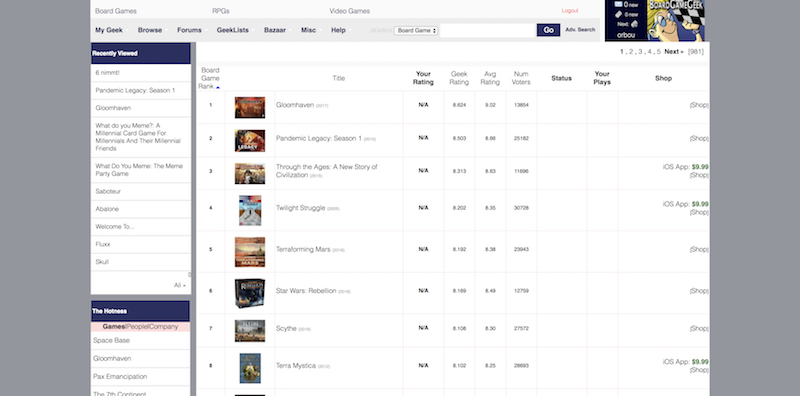 Board Games RPGs Video Games Logout
0 new
0 new
Next:
orbou
BOARDGAMEGEEK
My Geek Browse Forums GeekLists Bazaar Misc Help SEARCH Board Game Go Adv. Search
Recently Viewed
6 nimmt!
Pandemic Legacy: Season 1
Gloomhaven
What do you Meme?: A
Millennial Card Game For
Millennials And Their Millennial
Friends
What Do You Meme: The Meme
Party Game
Saboteur
Abalone
Welcome To...
Fluxx
Skull
All »
The Hotness
Games|People|Company
Space Base
Gloomhaven
Pax Emancipation
The 7th Continent
1 , 2 , 3 , 4 , 5 Next » [981]
Board Game Rank Title Your Rating Geek Rating Avg Rating Num Voters Status Your Plays Shop
1 Gloomhaven (2017) N/A 8.624 9.02 13854 [Shop]
2 Pandemic Legacy: Season 1 (2015) N/A 8.503 8.66 25182 [Shop]
LEGACY
3 Through the Ages: A New Story of
Civilization (2015) N/A 8.313 8.63 11696 iOS App: $9.99
[Shop]
4 Twilight Struggle (2005) N/A 8.202 8.35 30728 iOS App: $9.99
[Shop]
5 Terraforming Mars (2016) N/A 8.192 8.38 23943 [Shop]
MARS
6 Star Wars: Rebellion (2016) N/A 8.169 8.49 12759 [Shop]
REBELLION
7 Scythe (2016) N/A 8.108 8.30 27572 [Shop]
SCYTHE
8 Terra Mystica (2012) N/A 8.102 8.25 28693 iOS App: $9.99
[Shop]